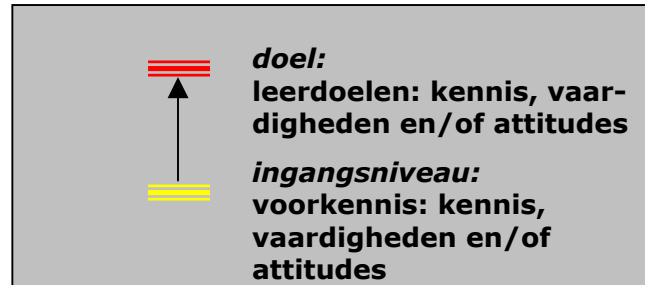 doel:
leerdoelen: kennis, vaar-
digheden en/of attitudes
ingangsniveau:
voorkennis: kennis,
vaardigheden en/of
attitudes